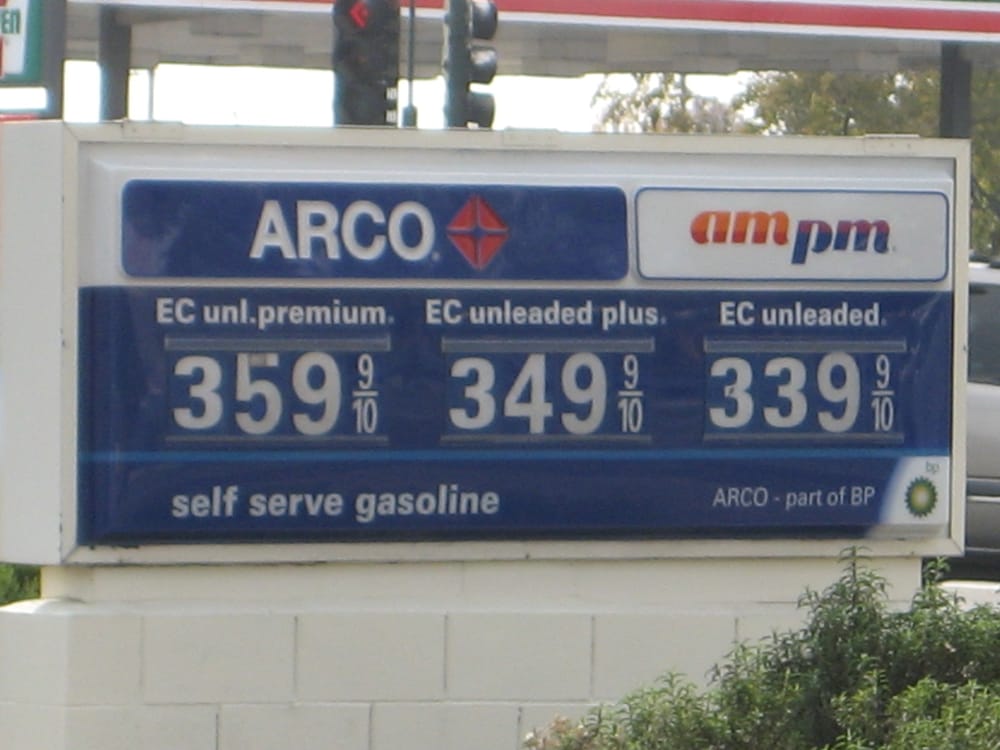 EN
ARCO
ampm
EC unl.premium.
EC unleaded plus.
EC unleaded.
359 9/10
349 9/10
339 9/10
self serve gasoline
ARCO - part of BP
bp